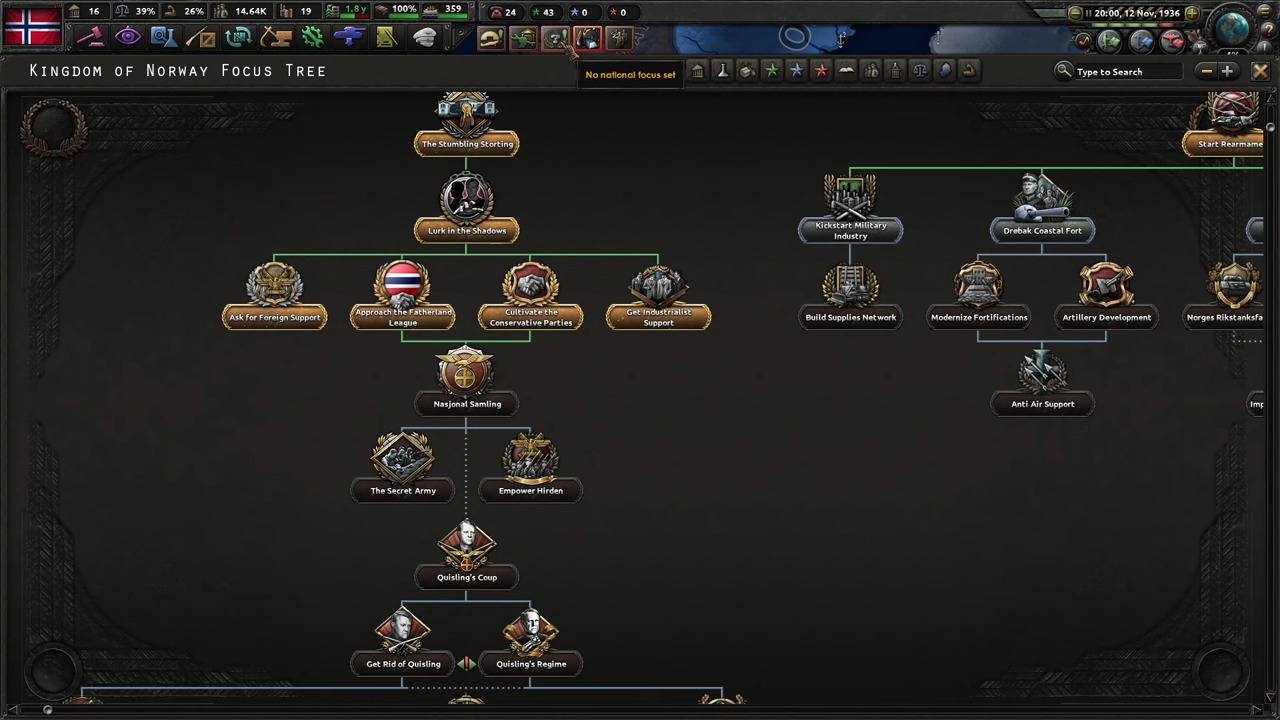 16 39% 26% 14.64K 19 1.8y 100% 359 24 43 0 0 20:00, 12 Nov, 1936
Kingdom of Norway Focus Tree
No national focus set
Type to Search
The Stumbling Storting
Start Rearmame
Lurk in the Shadows
Kickstart Military
Industry
Drøbak Coastal Fort
Ask for Foreign Support
Approach the Fatherland
League
Cultivate the
Conservative Parties
Get Industrialist
Support
Build Supplies Network
Modernize Fortifications
Artillery Development
Norges Rikstanksfa
Nasjonal Samling
Anti Air Support
Imp
The Secret Army
Empower Hirden
Quisling's Coup
Get Rid of Quisling
Quisling's Regime